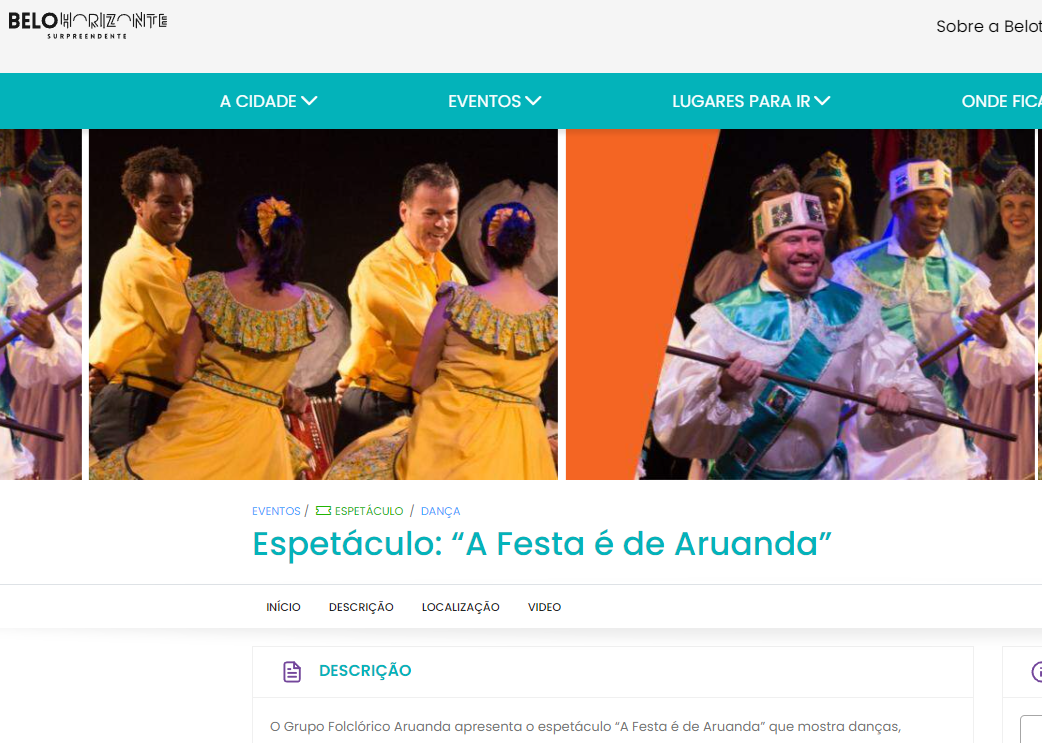 BELO HORIZONTE
SURPREENDENTE
Sobre a Belot
A CIDADE
EVENTOS
LUGARES PARA IR
ONDE FICA
EVENTOS / ESPETÁCULO / DANÇA
Espetáculo: “A Festa é de Aruanda”
INÍCIO DESCRIÇÃO LOCALIZAÇÃO VIDEO
DESCRIÇÃO
O Grupo Folclórico Aruanda apresenta o espetáculo “A Festa é de Aruanda” que mostra danças,